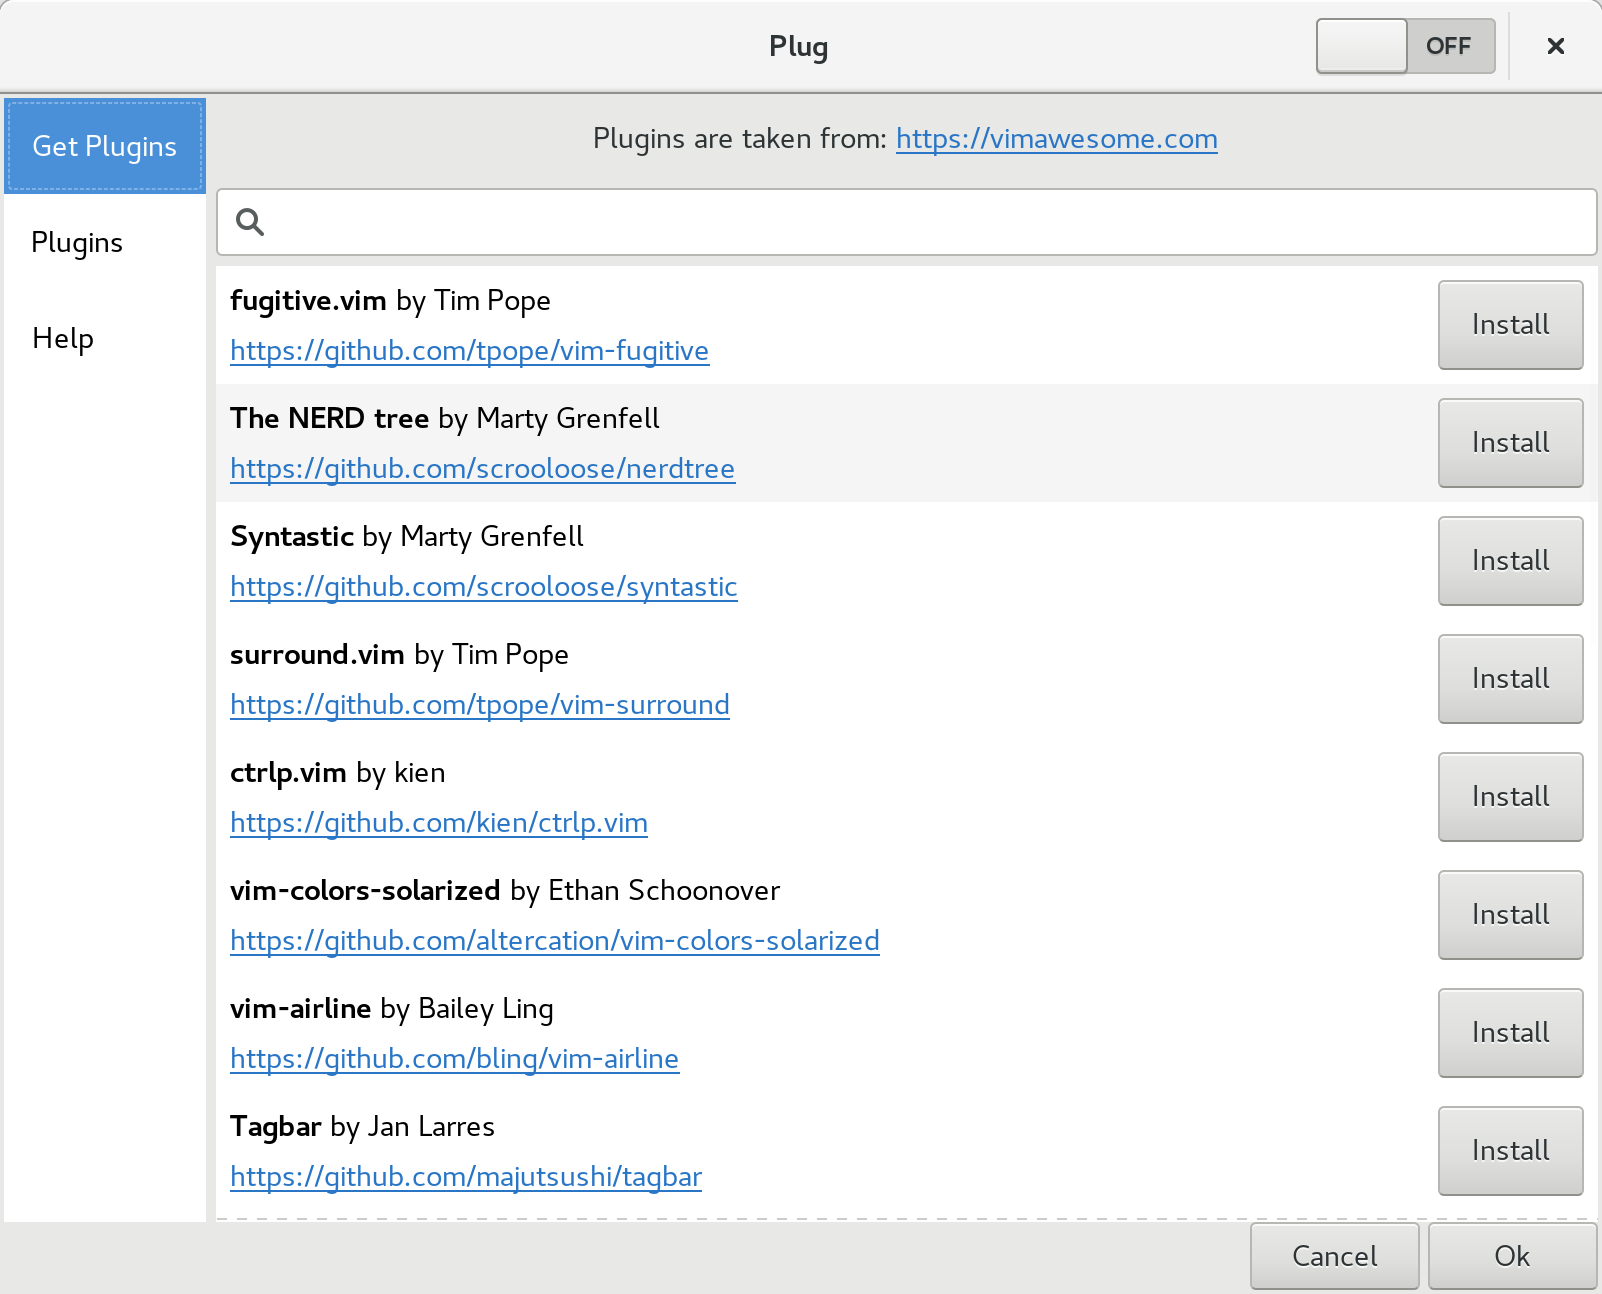 Plug
OFF
Get Plugins
Plugins
Help
Plugins are taken from: https://vimawesome.com
fugitive.vim by Tim Pope
https://github.com/tpope/vim-fugitive
Install
The NERD tree by Marty Grenfell
https://github.com/scrooloose/nerdtree
Install
Syntastic by Marty Grenfell
https://github.com/scrooloose/syntastic
Install
surround.vim by Tim Pope
https://github.com/tpope/vim-surround
Install
ctrlp.vim by kien
https://github.com/kien/ctrlp.vim
Install
vim-colors-solarized by Ethan Schoonover
https://github.com/altercation/vim-colors-solarized
Install
vim-airline by Bailey Ling
https://github.com/bling/vim-airline
Install
Tagbar by Jan Larres
https://github.com/majutsushi/tagbar
Install
Cancel
Ok